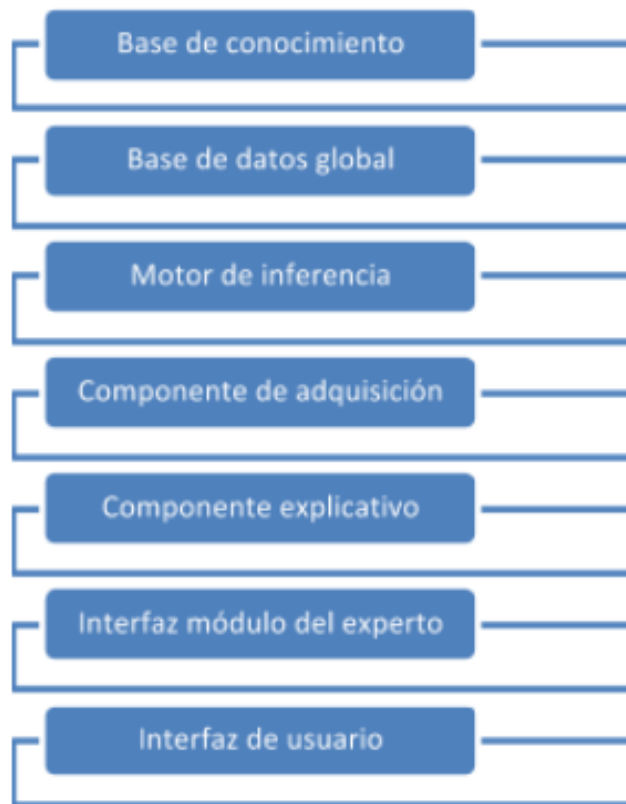 Base de conocimiento
Base de datos global
Motor de inferencia
Componente de adquisición
Componente explicativo
Interfaz módulo del experto
Interfaz de usuario